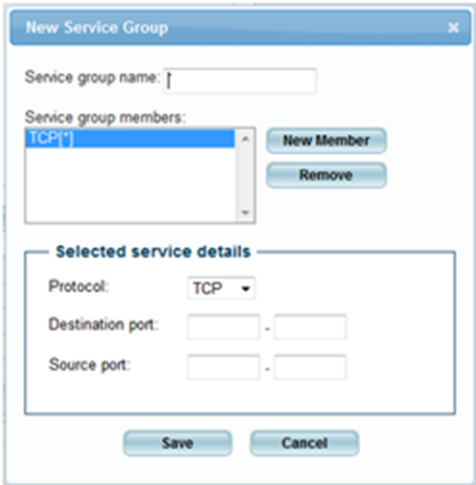 New Service Group x
Service group name:
Service group members:
TCP[*]
New Member
Remove
Selected service details
Protocol: TCP
Destination port: -
Source port: -
Save Cancel